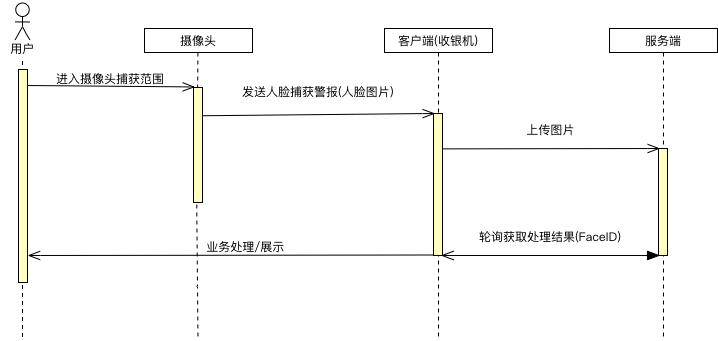 用户
摄像头
客户端(收银机)
服务端
进入摄像头捕获范围
发送人脸捕获警报(人脸图片)
上传图片
轮询获取处理结果(FaceID)
业务处理/展示